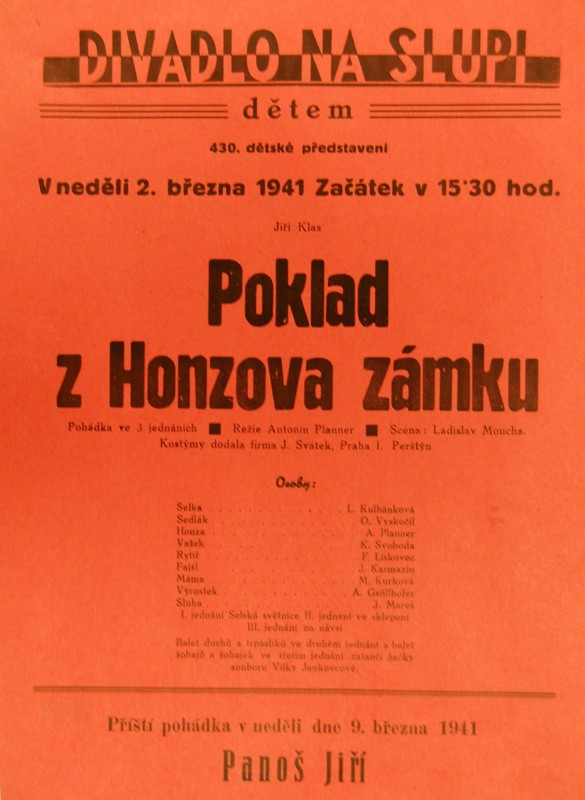 DIVADLO NA SLUPI
dětem
430. dětské představení
V neděli 2. března 1941 Začátek v 15·30 hod.
Jiří Klas
Poklad
z Honzova zámku
Pohádka ve 3 jednáních ■ Režie Antonín Planner ■ Scéna: Ladislav Moucha.
Kostýmy dodala firma J. Svátek, Praha I. Perštýn
Osoby:
Selka . . . . . . . . . . . . . . L. Kulhánková
Sedlák . . . . . . . . . . . . . . O. Vyskočil
Honza . . . . . . . . . . . . . . A. Planner
Vašek . . . . . . . . . . . . . . K. Svoboda
Rytíř . . . . . . . . . . . . . . F. Lískovec
Fajšl . . . . . . . . . . . . . . J. Karmazín
Máma . . . . . . . . . . . . . . M. Kurková
Výrostek . . . . . . . . . . . . . . A. Gsöllhofer
Sluha . . . . . . . . . . . . . . J. Mareš
I. jednání Selská světnice II. jednání ve sklepení
III. jednání na návsi
Balet duchů a trpaslíků ve druhém jednání a balet
šohajů a šohajek ve třetím jednání zatančí žačky
souboru Vilky Jankovcové.
Příští pohádka v neděli dne 9. března 1941
Panoš Jiří